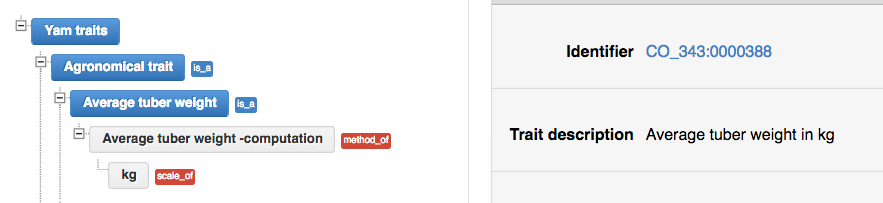 Yam traits
Agronomical trait is_a
Average tuber weight is_a
Average tuber weight -computation method_of
kg scale_of
Identifier CO_343:0000388
Trait description Average tuber weight in kg